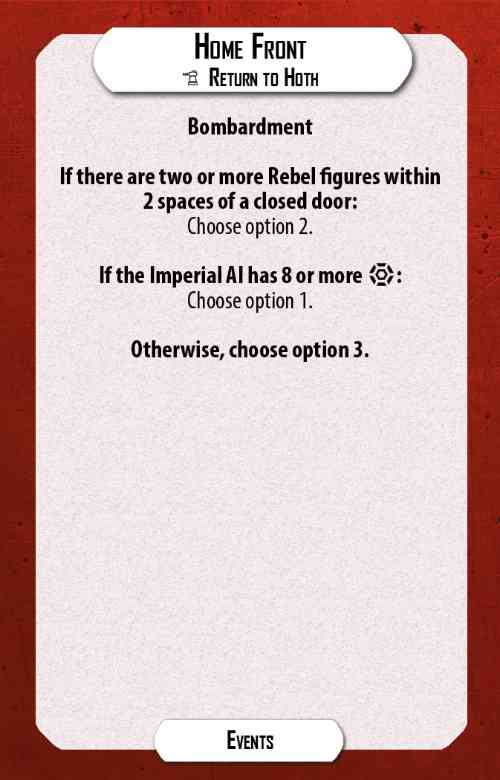 Home Front
Return to Hoth
Bombardment
If there are two or more Rebel figures within
2 spaces of a closed door:
Choose option 2.
If the Imperial AI has 8 or more :
Choose option 1.
Otherwise, choose option 3.
Events